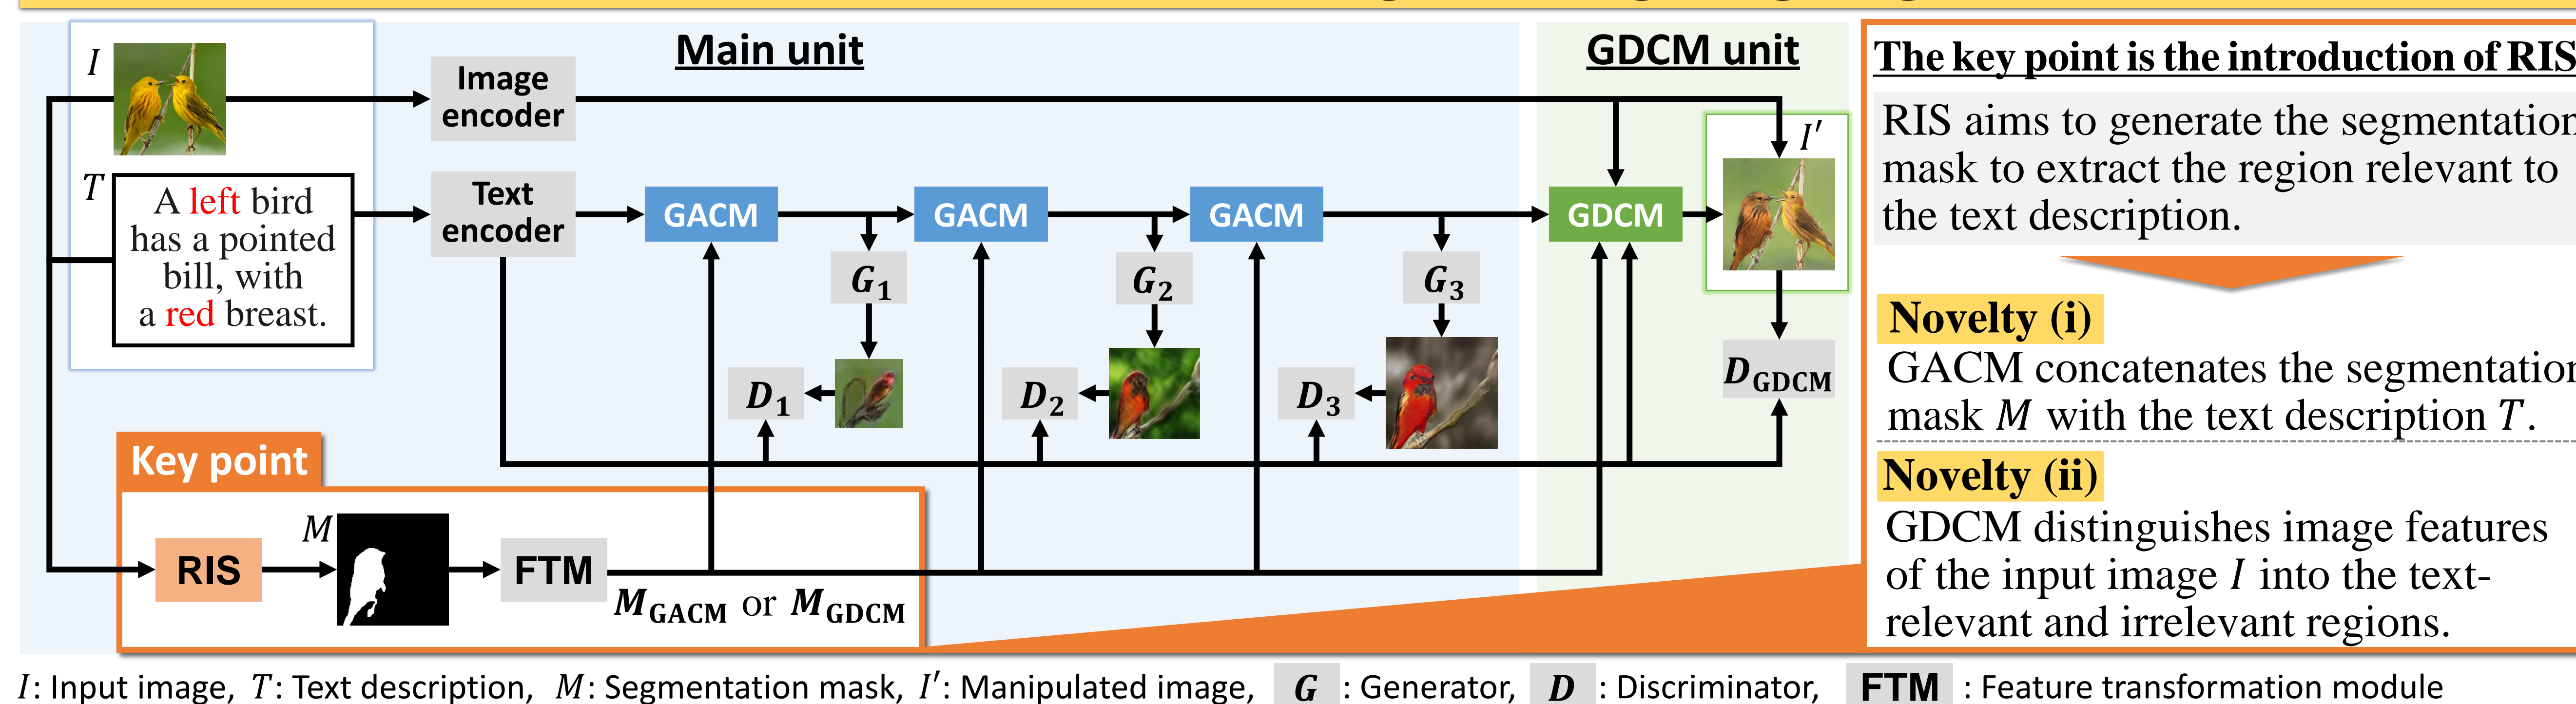 Main unit
GDCM unit
I
Image
encoder
T
A left bird
has a pointed
bill, with
a red breast.
Text
encoder
GACM
GACM
GACM
GDCM
I′
G1
G2
G3
D1
D2
D3
DGDCM
Key point
RIS
M
FTM
MGACM or MGDCM
The key point is the introduction of RIS
RIS aims to generate the segmentation
mask to extract the region relevant to
the text description.
Novelty (i)
GACM concatenates the segmentation
mask M with the text description T.
Novelty (ii)
GDCM distinguishes image features
of the input image I into the text-
relevant and irrelevant regions.
I: Input image, T: Text description, M: Segmentation mask, I′: Manipulated image, G : Generator, D : Discriminator, FTM : Feature transformation module